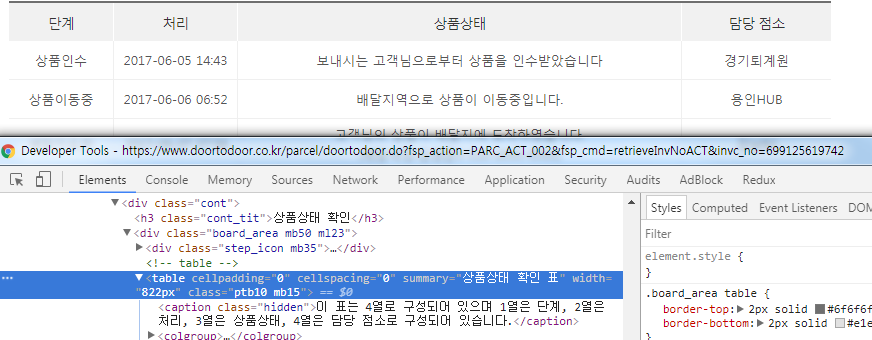 단계 처리 상품상태 담당 점소
상품인수 2017-06-05 14:43 보내시는 고객님으로부터 상품을 인수받았습니다 경기퇴계원
상품이동중 2017-06-06 06:52 배달지역으로 상품이 이동중입니다. 용인HUB
고객님의 상품이 배달지에 도착하였습니다
Developer Tools - https://www.doortodoor.co.kr/parcel/doortodoor.do?fsp_action=PARC_ACT_002&fsp_cmd=retrieveInvNoACT&invc_no=699125619742
Elements Console Memory Sources Network Performance Application Security Audits AdBlock Redux
<div class="cont">
<h3 class="cont_tit">상품상태 확인</h3>
<div class="board_area mb50 ml23">
<div class="step_icon mb35">…</div>
<!-- table -->
<table cellpadding="0" cellspacing="0" summary="상품상태 확인 표" width=
"822px" class="ptb10 mb15"> == $0
<caption class="hidden">이 표는 4열로 구성되어 있으며 1열은 단계, 2열은
처리, 3열은 상품상태, 4열은 담당 점소로 구성되어 있습니다.</caption>
<colgroup>…</colgroup>
Styles Computed Event Listeners DOM
Filter
element.style {
}
.board_area table {
border-top: 2px solid #6f6f6f
border-bottom: 2px solid #e1e